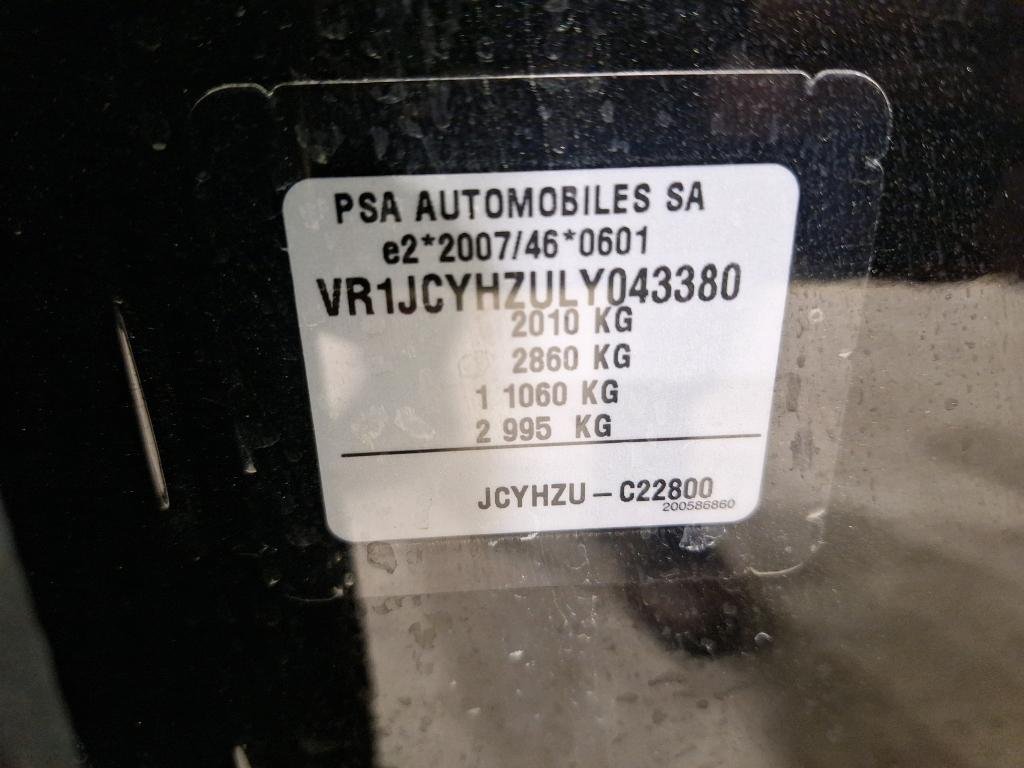 PSA AUTOMOBILES SA
e2*2007/46*0601
VR1JCYHZULY043380
2010 KG
2860 KG
1 1060 KG
2 995 KG
JCYHZU - C22800
200586860